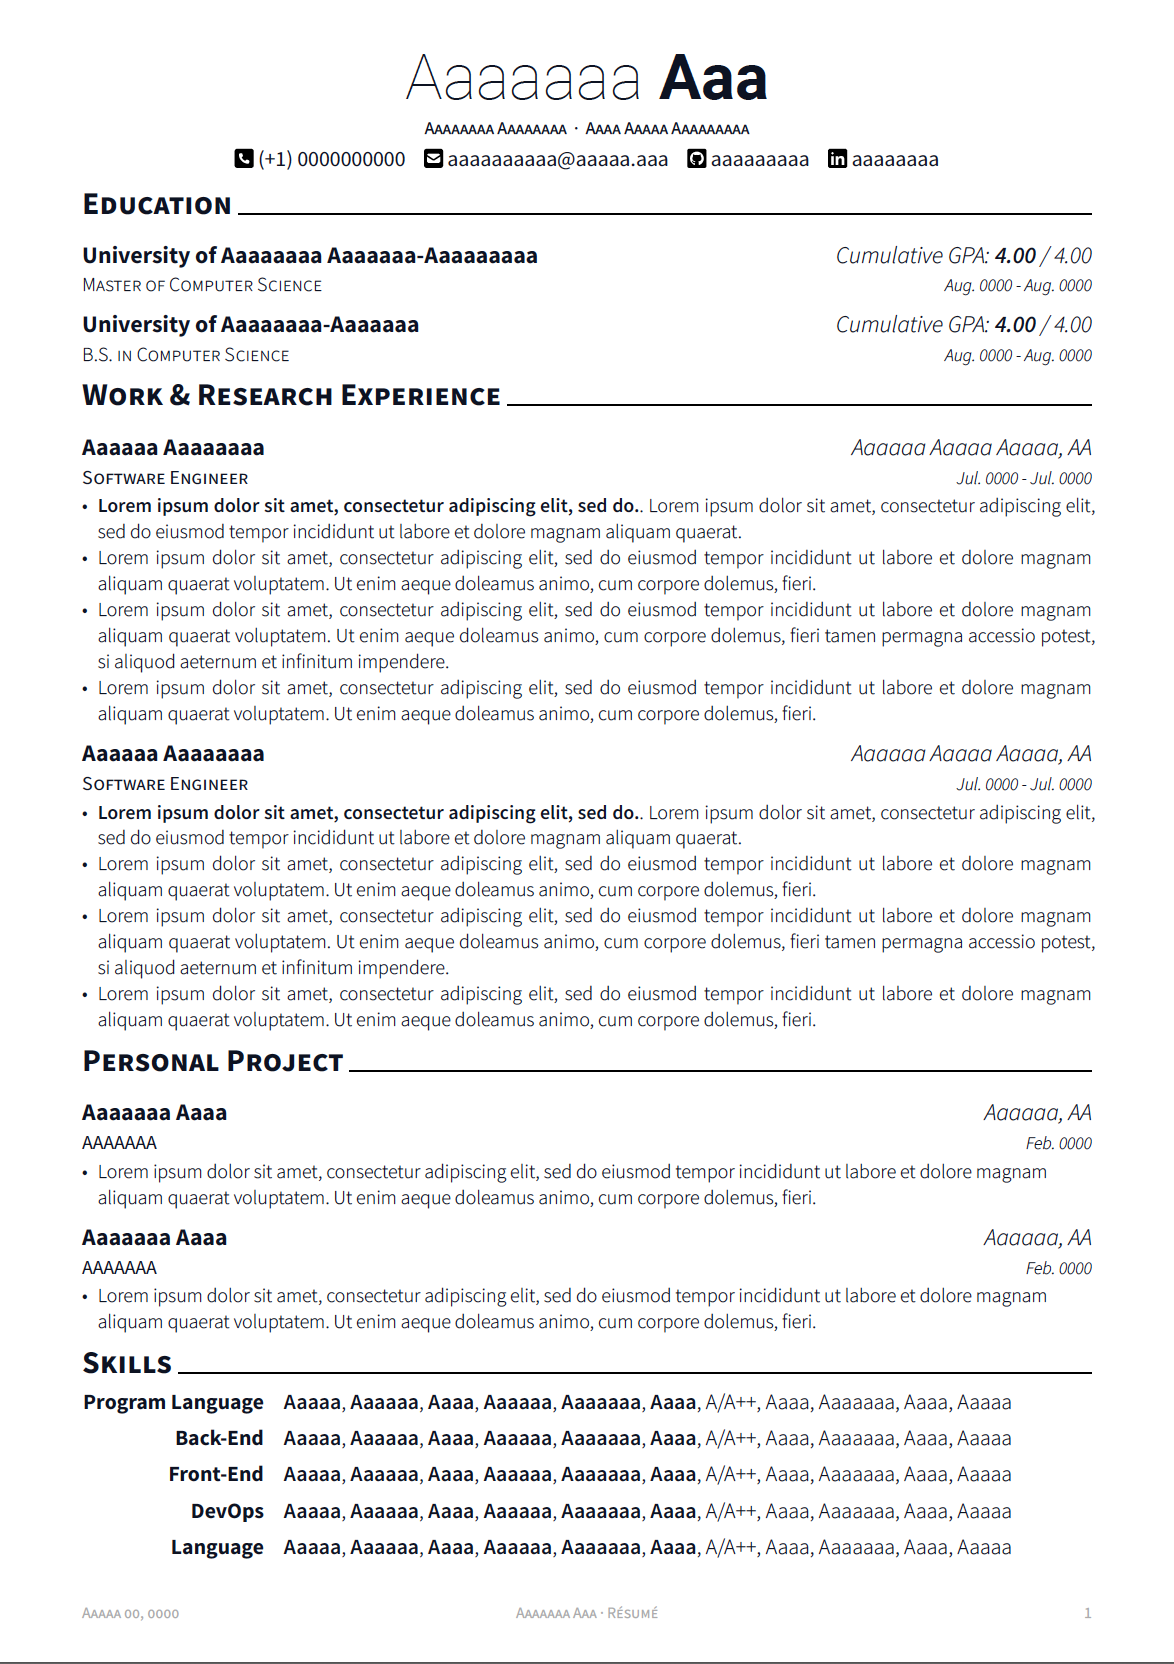 Aaaaaaa Aaa
Aaaaaaaa Aaaaaaaa · Aaaa Aaaaa Aaaaaaaaa
(+1) 0000000000 aaaaaaaaaa@aaaaa.aaa aaaaaaaaa aaaaaaaa
Education
University of Aaaaaaaa Aaaaaaa-Aaaaaaaaa Cumulative GPA: 4.00 / 4.00
Master of Computer Science Aug. 0000 - Aug. 0000
University of Aaaaaaaa-Aaaaaaa Cumulative GPA: 4.00 / 4.00
B.S. in Computer Science Aug. 0000 - Aug. 0000
Work & Research Experience
Aaaaaa Aaaaaaaa Aaaaaa Aaaaa Aaaaa, AA
Software Engineer Jul. 0000 - Jul. 0000
• Lorem ipsum dolor sit amet, consectetur adipiscing elit, sed do.. Lorem ipsum dolor sit amet, consectetur adipiscing elit,
sed do eiusmod tempor incididunt ut labore et dolore magnam aliquam quaerat.
• Lorem ipsum dolor sit amet, consectetur adipiscing elit, sed do eiusmod tempor incididunt ut labore et dolore magnam
aliquam quaerat voluptatem. Ut enim aeque doleamus animo, cum corpore dolemus, fieri.
• Lorem ipsum dolor sit amet, consectetur adipiscing elit, sed do eiusmod tempor incididunt ut labore et dolore magnam
aliquam quaerat voluptatem. Ut enim aeque doleamus animo, cum corpore dolemus, fieri tamen permagna accessio potest,
si aliquod aeternum et infinitum impendere.
• Lorem ipsum dolor sit amet, consectetur adipiscing elit, sed do eiusmod tempor incididunt ut labore et dolore magnam
aliquam quaerat voluptatem. Ut enim aeque doleamus animo, cum corpore dolemus, fieri.
Aaaaaa Aaaaaaaa Aaaaaa Aaaaa Aaaaa, AA
Software Engineer Jul. 0000 - Jul. 0000
• Lorem ipsum dolor sit amet, consectetur adipiscing elit, sed do.. Lorem ipsum dolor sit amet, consectetur adipiscing elit,
sed do eiusmod tempor incididunt ut labore et dolore magnam aliquam quaerat.
• Lorem ipsum dolor sit amet, consectetur adipiscing elit, sed do eiusmod tempor incididunt ut labore et dolore magnam
aliquam quaerat voluptatem. Ut enim aeque doleamus animo, cum corpore dolemus, fieri.
• Lorem ipsum dolor sit amet, consectetur adipiscing elit, sed do eiusmod tempor incididunt ut labore et dolore magnam
aliquam quaerat voluptatem. Ut enim aeque doleamus animo, cum corpore dolemus, fieri tamen permagna accessio potest,
si aliquod aeternum et infinitum impendere.
• Lorem ipsum dolor sit amet, consectetur adipiscing elit, sed do eiusmod tempor incididunt ut labore et dolore magnam
aliquam quaerat voluptatem. Ut enim aeque doleamus animo, cum corpore dolemus, fieri.
Personal Project
Aaaaaaa Aaaa Aaaaaa, AA
AAAAAAA Feb. 0000
• Lorem ipsum dolor sit amet, consectetur adipiscing elit, sed do eiusmod tempor incididunt ut labore et dolore magnam
aliquam quaerat voluptatem. Ut enim aeque doleamus animo, cum corpore dolemus, fieri.
Aaaaaaa Aaaa Aaaaaa, AA
AAAAAAA Feb. 0000
• Lorem ipsum dolor sit amet, consectetur adipiscing elit, sed do eiusmod tempor incididunt ut labore et dolore magnam
aliquam quaerat voluptatem. Ut enim aeque doleamus animo, cum corpore dolemus, fieri.
Skills
Program Language Aaaaa, Aaaaaa, Aaaa, Aaaaaa, Aaaaaaa, Aaaa, A/A++, Aaaa, Aaaaaaa, Aaaa, Aaaaa
Back-End Aaaaa, Aaaaaa, Aaaa, Aaaaaa, Aaaaaaa, Aaaa, A/A++, Aaaa, Aaaaaaa, Aaaa, Aaaaa
Front-End Aaaaa, Aaaaaa, Aaaa, Aaaaaa, Aaaaaaa, Aaaa, A/A++, Aaaa, Aaaaaaa, Aaaa, Aaaaa
DevOps Aaaaa, Aaaaaa, Aaaa, Aaaaaa, Aaaaaaa, Aaaa, A/A++, Aaaa, Aaaaaaa, Aaaa, Aaaaa
Language Aaaaa, Aaaaaa, Aaaa, Aaaaaa, Aaaaaaa, Aaaa, A/A++, Aaaa, Aaaaaaa, Aaaa, Aaaaa
Aaaaa 00, 0000 Aaaaaaa Aaa · Résumé 1